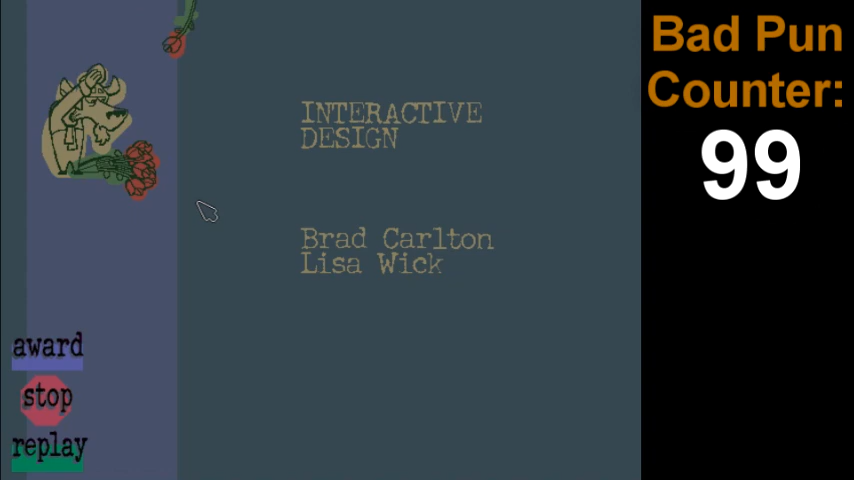 INTERACTIVE
DESIGN
Brad Carlton
Lisa Wick
award
stop
replay
Bad Pun
Counter:
99